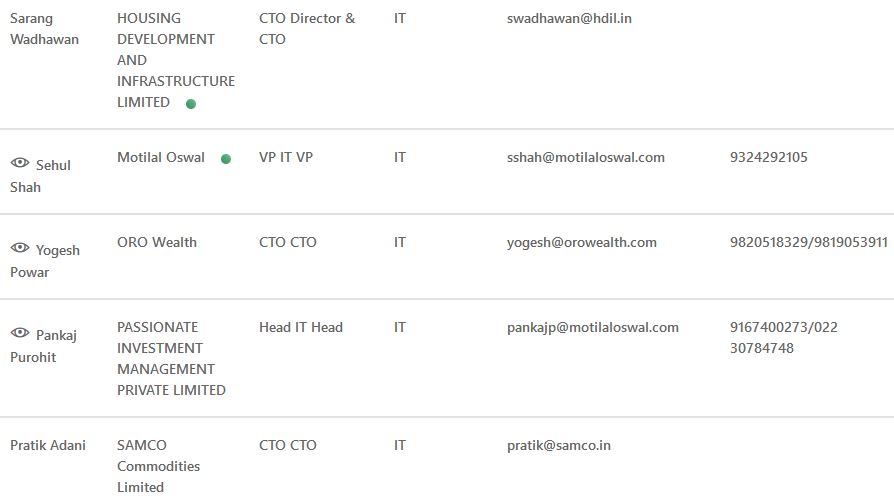 Sarang Wadhawan
HOUSING DEVELOPMENT AND INFRASTRUCTURE LIMITED
CTO Director & CTO
IT
swadhawan@hdil.in
Sehul Shah
Motilal Oswal
VP IT VP
IT
sshah@motilaloswal.com
9324292105
Yogesh Powar
ORO Wealth
CTO CTO
IT
yogesh@orowealth.com
9820518329/9819053911
Pankaj Purohit
PASSIONATE INVESTMENT MANAGEMENT PRIVATE LIMITED
Head IT Head
IT
pankajp@motilaloswal.com
9167400273/022 30784748
Pratik Adani
SAMCO Commodities Limited
CTO CTO
IT
pratik@samco.in